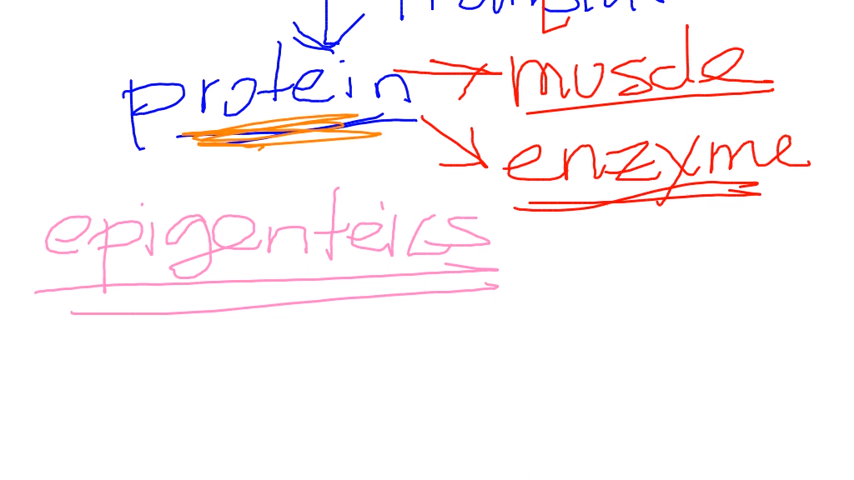 protein → muscle
→ enzyme
epigenteics